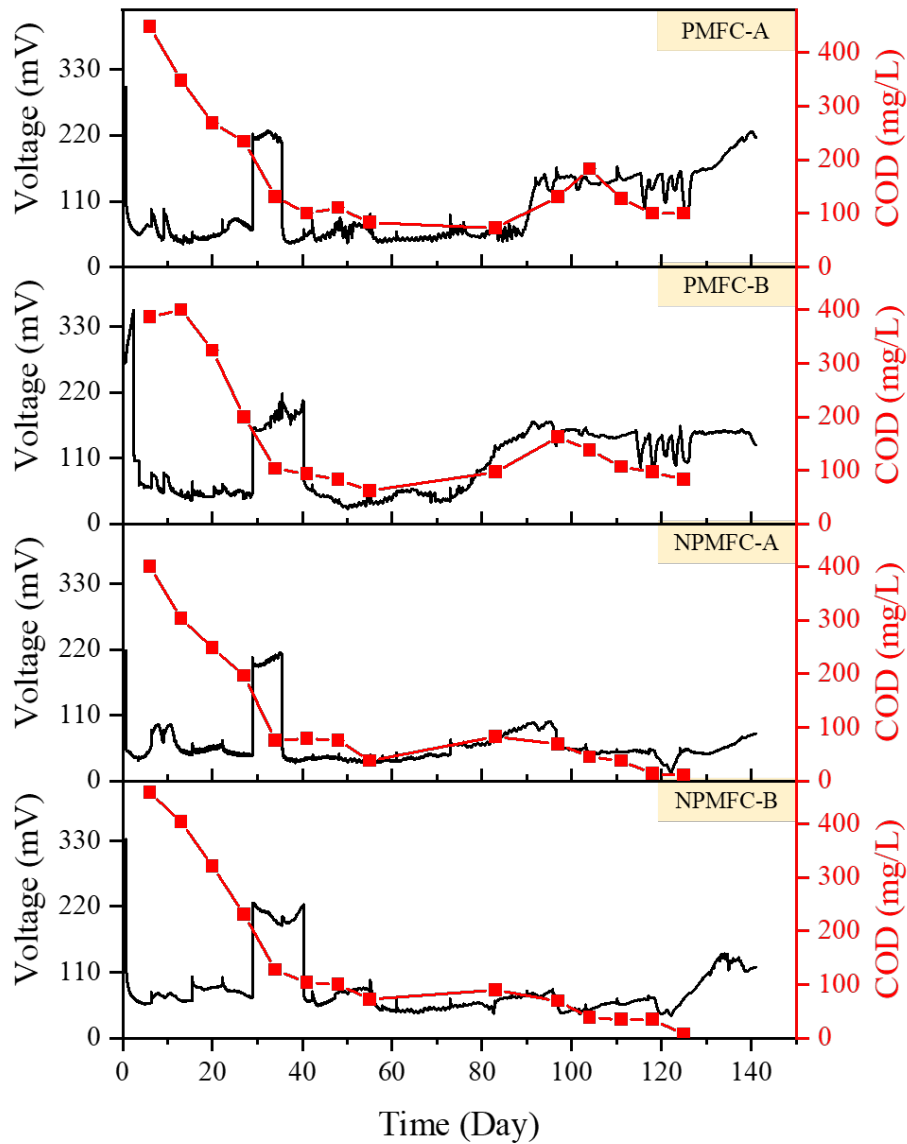 PMFC-A
Voltage (mV)
330
220
110
0
COD (mg/L)
400
300
200
100
0
PMFC-B
Voltage (mV)
330
220
110
0
COD (mg/L)
400
300
200
100
0
NPMFC-A
Voltage (mV)
330
220
110
0
COD (mg/L)
400
300
200
100
0
NPMFC-B
Voltage (mV)
330
220
110
0
COD (mg/L)
400
300
200
100
0
0 20 40 60 80 100 120 140
Time (Day)